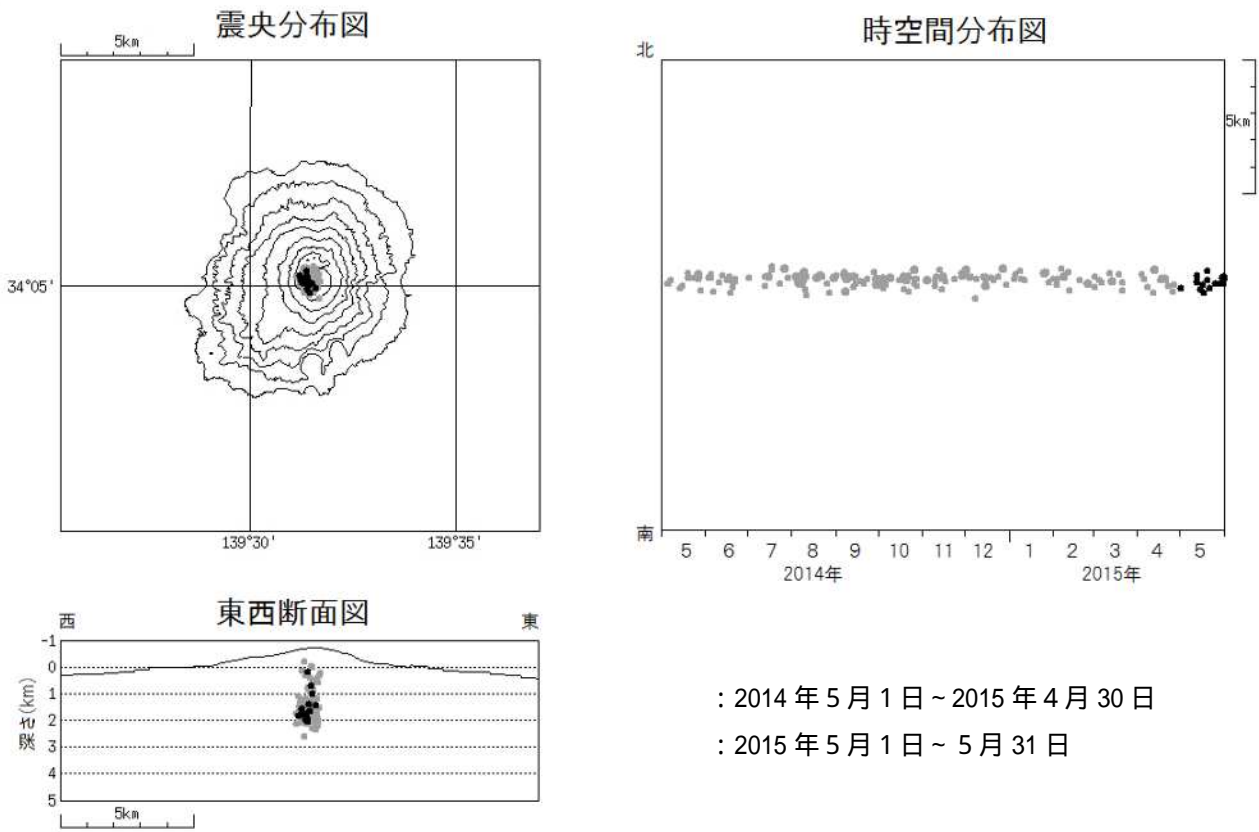 震央分布図
5km
34°05'
139°30'
139°35'
時空間分布図
北
南
5km
5 6 7 8 9 10 11 12 1 2 3 4 5
2014年 2015年
東西断面図
西
東
深さ(km)
-1
0
1
2
3
4
5
5km
：2014 年 5 月 1 日 ~ 2015 年 4 月 30 日
：2015 年 5 月 1 日 ~ 5 月 31 日